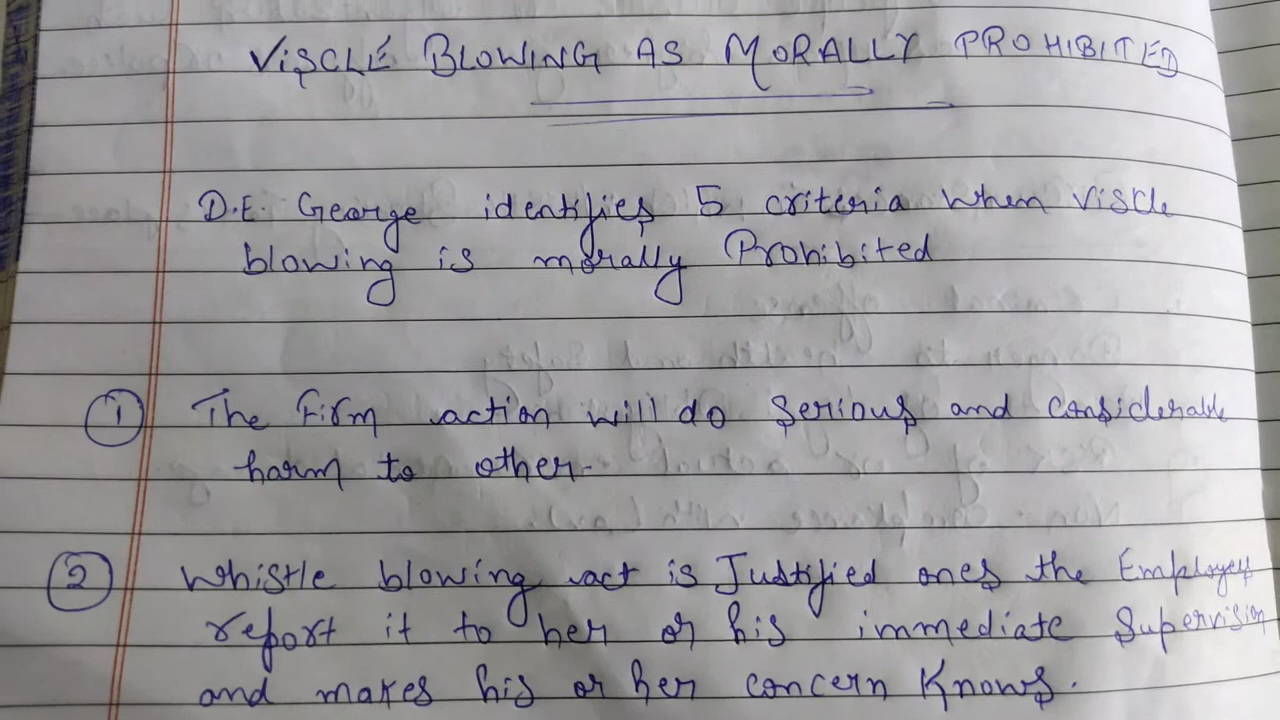 ViSCLÉ BLOWING AS MORALLY PROHIBITED
D.E. George identifies 5 criteria when viscle
blowing is morally Prohibited
1 The Firm action will do serious and considerable
harm to other-
2 Whistle blowing act is Justified ones the Employeys
report it to her or his immediate Supervision
and makes his or her concern Knows.